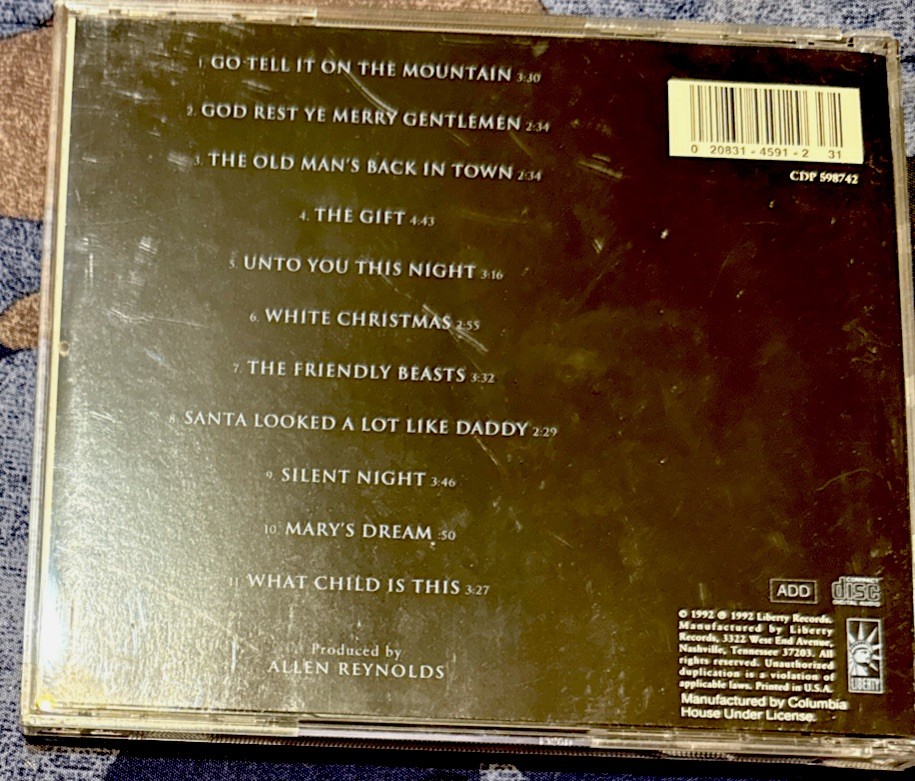 1. GO TELL IT ON THE MOUNTAIN 3:30
2. GOD REST YE MERRY GENTLEMEN 2:34
3. THE OLD MAN'S BACK IN TOWN 2:34
4. THE GIFT 4:43
5. UNTO YOU THIS NIGHT 3:16
6. WHITE CHRISTMAS 2:55
7. THE FRIENDLY BEASTS 3:32
8. SANTA LOOKED A LOT LIKE DADDY 2:29
9. SILENT NIGHT 3:46
10. MARY'S DREAM :50
11. WHAT CHILD IS THIS 3:27
Produced by
ALLEN REYNOLDS
0 20831-4591-2 31
CDP 598742
ADD
COMPACT
disc
DIGITAL AUDIO
© 1992 ℗ 1992 Liberty Records.
Manufactured by Liberty
Records, 3322 West End Avenue,
Nashville, Tennessee 37203. All
rights reserved. Unauthorized
duplication is a violation of
applicable laws. Printed in U.S.A.
Manufactured by Columbia
House Under License.
LIBERTY